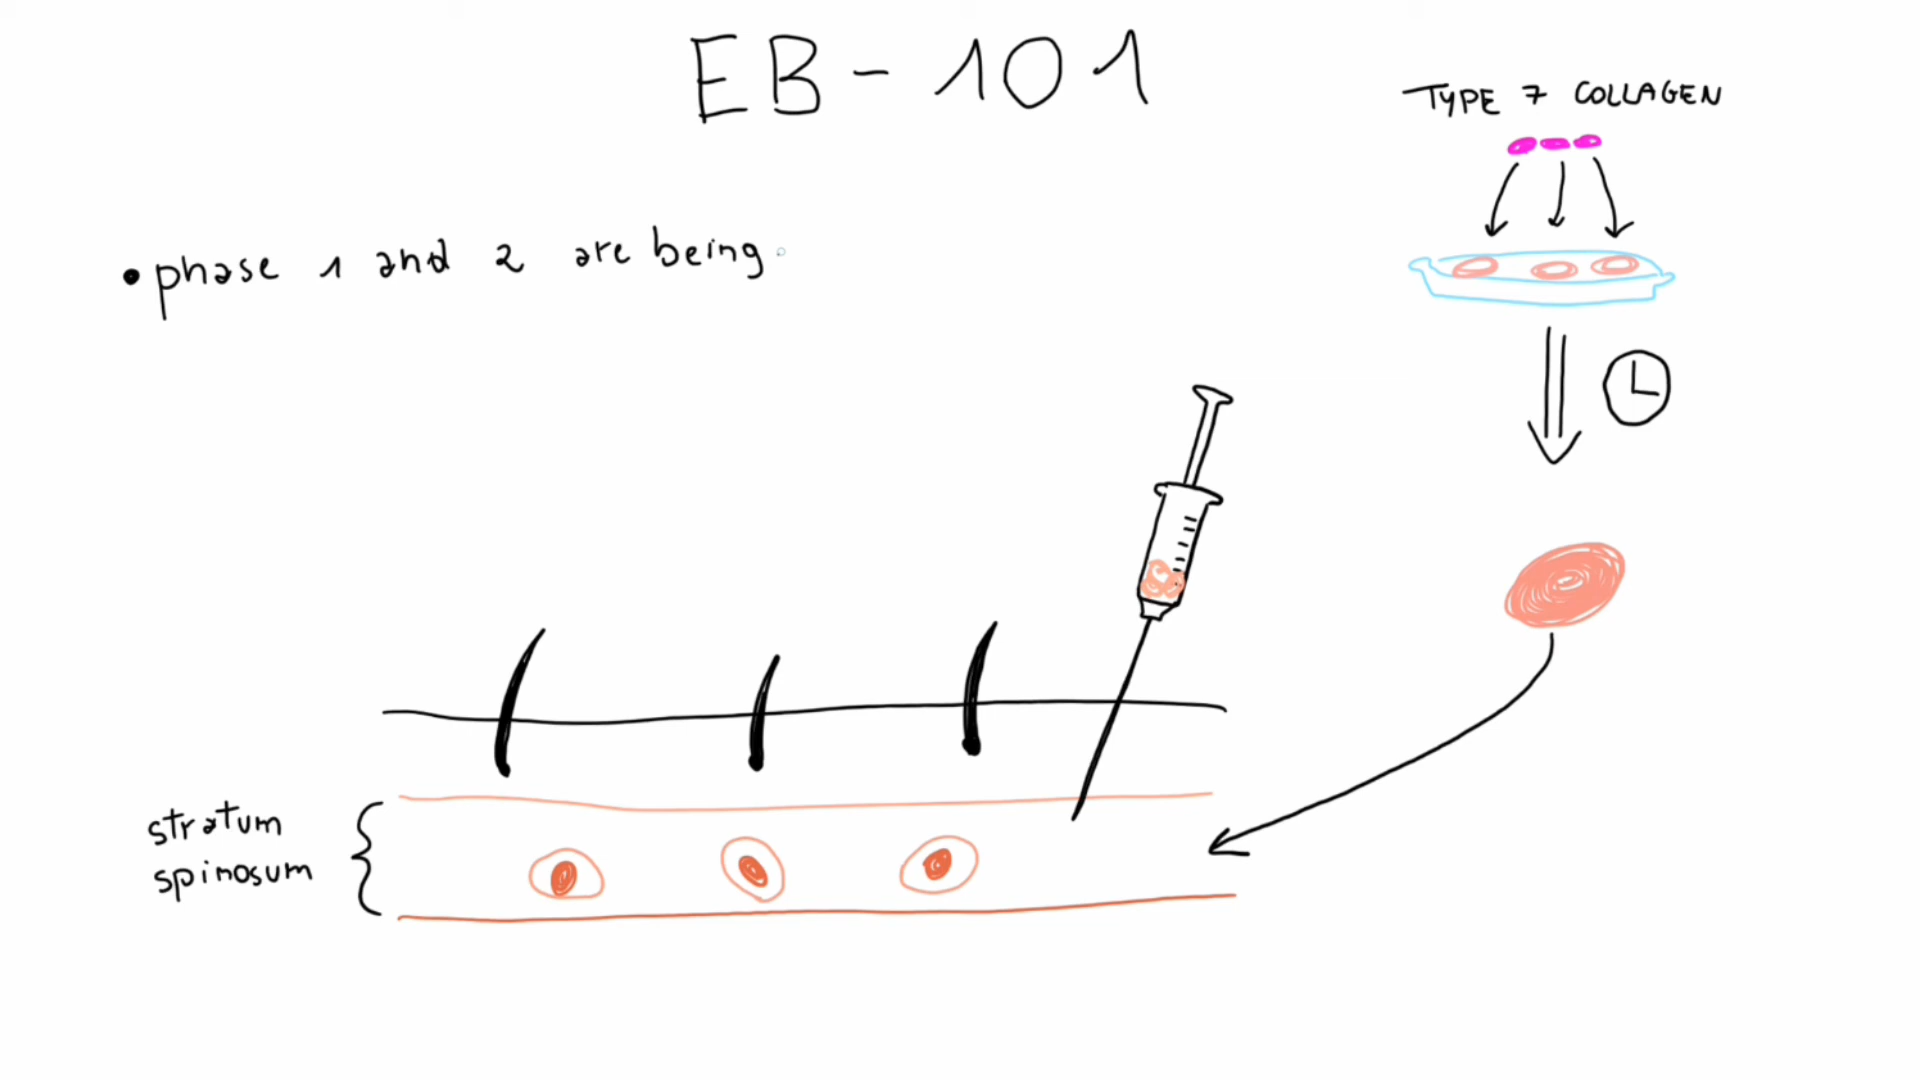 EB-101
TYPE 7 COLLAGEN
• phase 1 and 2 are being
stratum
spinosum